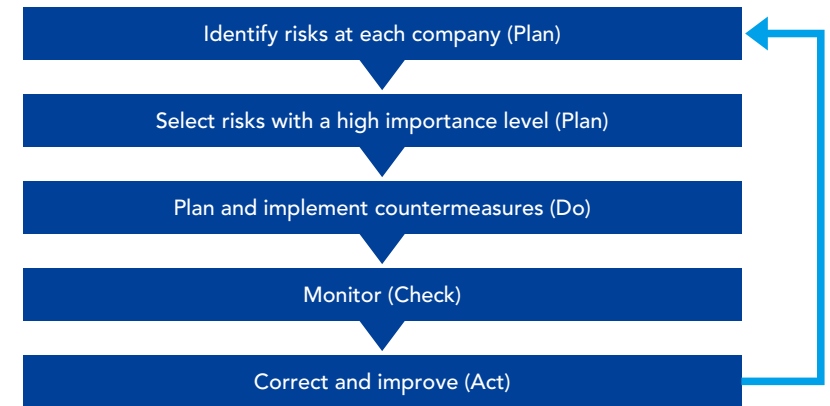 Identify risks at each company (Plan)
Select risks with a high importance level (Plan)
Plan and implement countermeasures (Do)
Monitor (Check)
Correct and improve (Act)